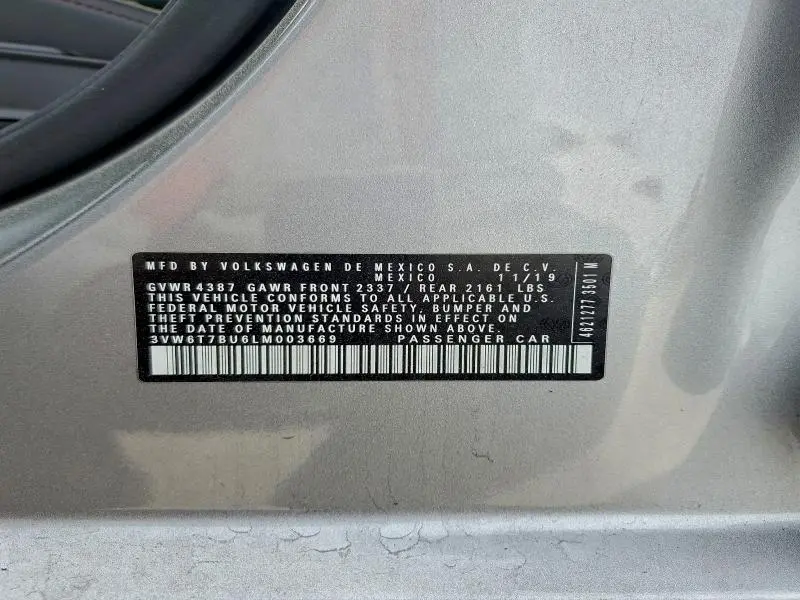 MFD BY VOLKSWAGEN DE MEXICO S.A. DE C.V.
MEXICO 11/19
GVWR 4387 GAWR FRONT 2337 / REAR 2161 LBS
THIS VEHICLE CONFORMS TO ALL APPLICABLE U.S.
FEDERAL MOTOR VEHICLE SAFETY, BUMPER AND
THEFT PREVENTION STANDARDS IN EFFECT ON
THE DATE OF MANUFACTURE SHOWN ABOVE.
3VW6T7BU6LM003669 PASSENGER CAR
4621277 3501 M